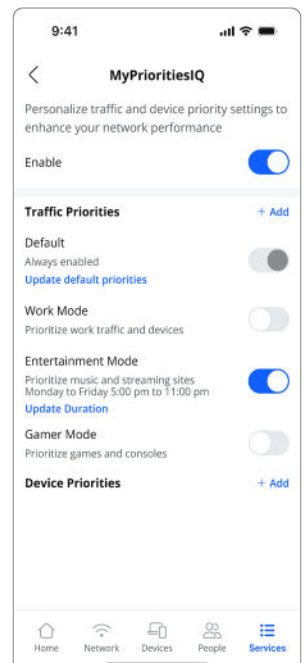 9:41
MyPrioritiesIQ
Personalize traffic and device priority settings to
enhance your network performance
Enable
Traffic Priorities + Add
Default
Always enabled
Update default priorities
Work Mode
Prioritize work traffic and devices
Entertainment Mode
Prioritize music and streaming sites
Monday to Friday 5:00 pm to 11:00 pm
Update Duration
Gamer Mode
Prioritize games and consoles
Device Priorities + Add
Home Network Devices People Services